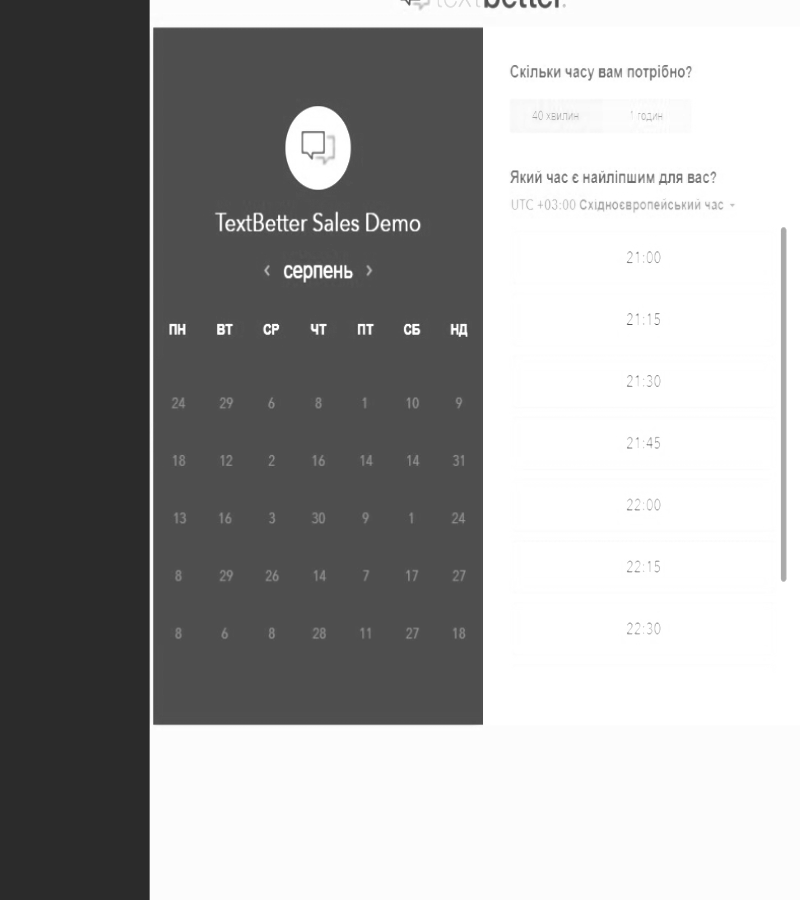 textbetter.
Скільки часу вам потрібно?
40 хвилин 1 годин
Який час є найліпшим для вас?
UTC +03:00 Східноєвропейський час
21:00
21:15
21:30
21:45
22:00
22:15
22:30
TextBetter Sales Demo
‹ серпень ›
ПН ВТ СР ЧТ ПТ СБ НД
24 29 6 8 1 10 9
18 12 2 16 14 14 31
13 16 3 30 9 1 24
8 29 26 14 7 17 27
8 6 8 28 11 27 18